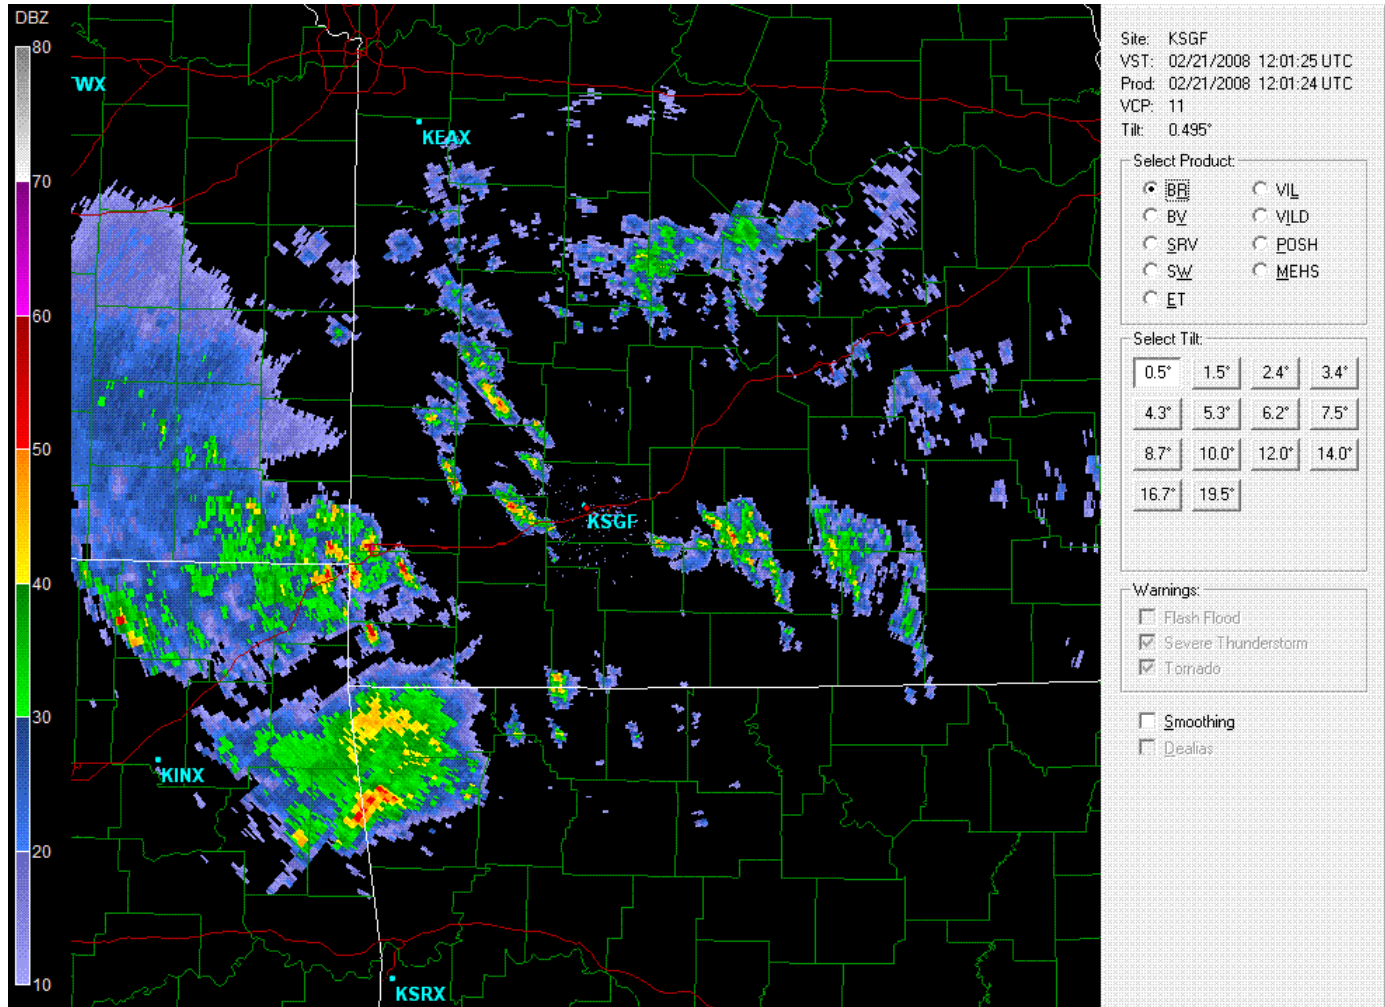 DBZ
80
70
60
50
40
30
20
10
WX
KEAX
KSGF
KINX
KSRX
Site: KSGF
VST: 02/21/2008 12:01:25 UTC
Prod: 02/21/2008 12:01:24 UTC
VCP: 11
Tilt: 0.495°
Select Product:
BR VIL
BV VILD
SRV POSH
SW MEHS
ET
Select Tilt:
0.5° 1.5° 2.4° 3.4°
4.3° 5.3° 6.2° 7.5°
8.7° 10.0° 12.0° 14.0°
16.7° 19.5°
Warnings:
Flash Flood
Severe Thunderstorm
Tornado
Smoothing
Dealias